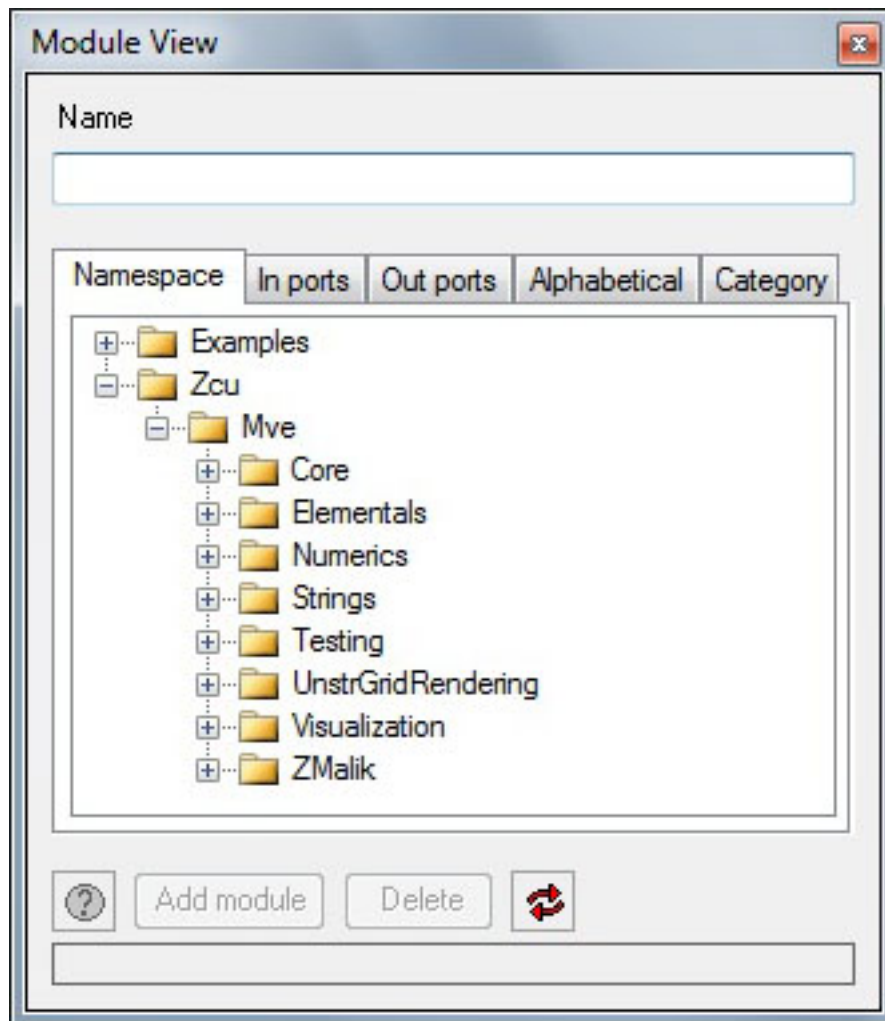 Module View
Name
Namespace In ports Out ports Alphabetical Category
Examples
Zcu
Mve
Core
Elementals
Numerics
Strings
Testing
UnstrGridRendering
Visualization
ZMalik
? Add module Delete